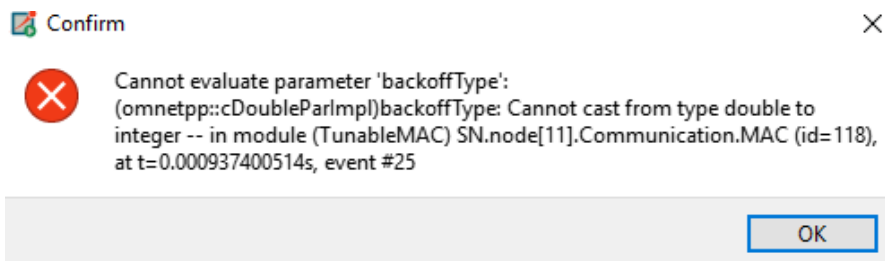 Confirm
Cannot evaluate parameter 'backoffType':
(omnetpp::cDoubleParImpl)backoffType: Cannot cast from type double to
integer -- in module (TunableMAC) SN.node[11].Communication.MAC (id=118),
at t=0.000937400514s, event #25
OK